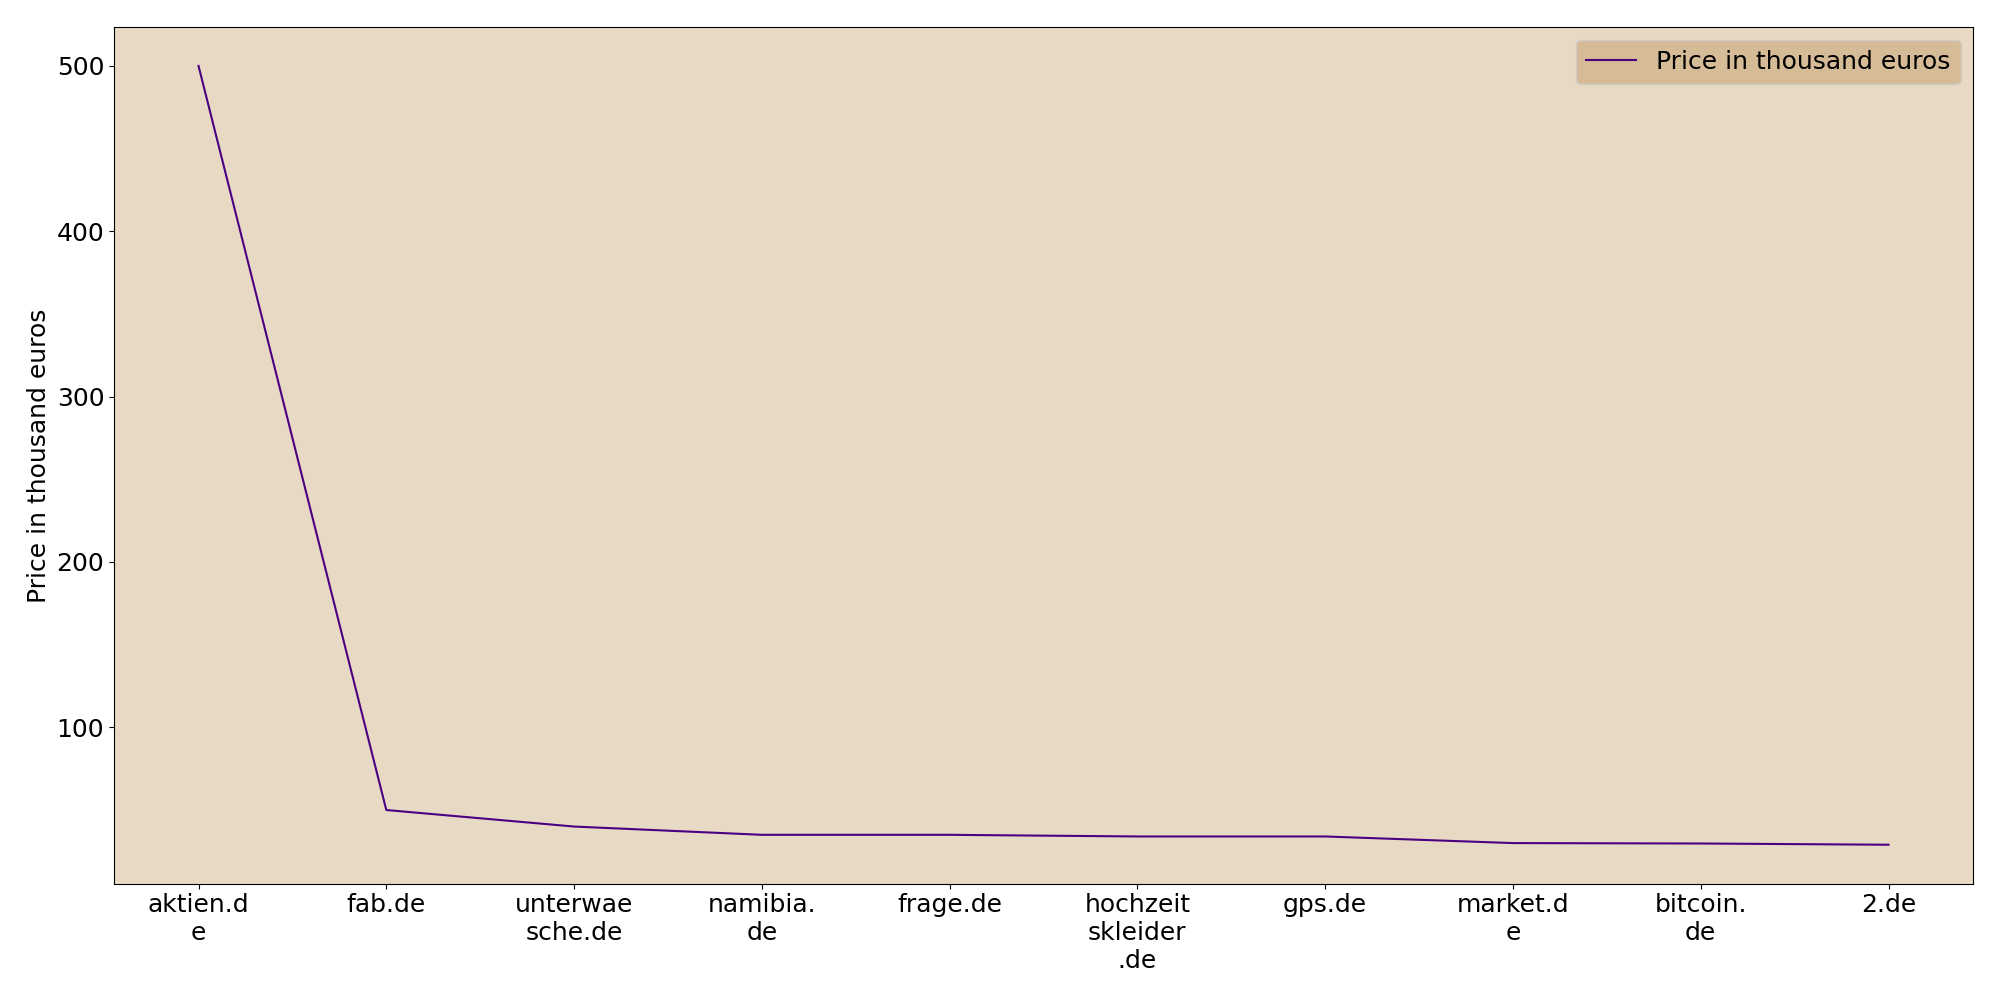 Price in thousand euros
500
400
300
200
100
Price in thousand euros
aktien.d
e
fab.de
unterwae
sche.de
namibia.
de
frage.de
hochzeit
skleider
.de
gps.de
market.d
e
bitcoin.
de
2.de